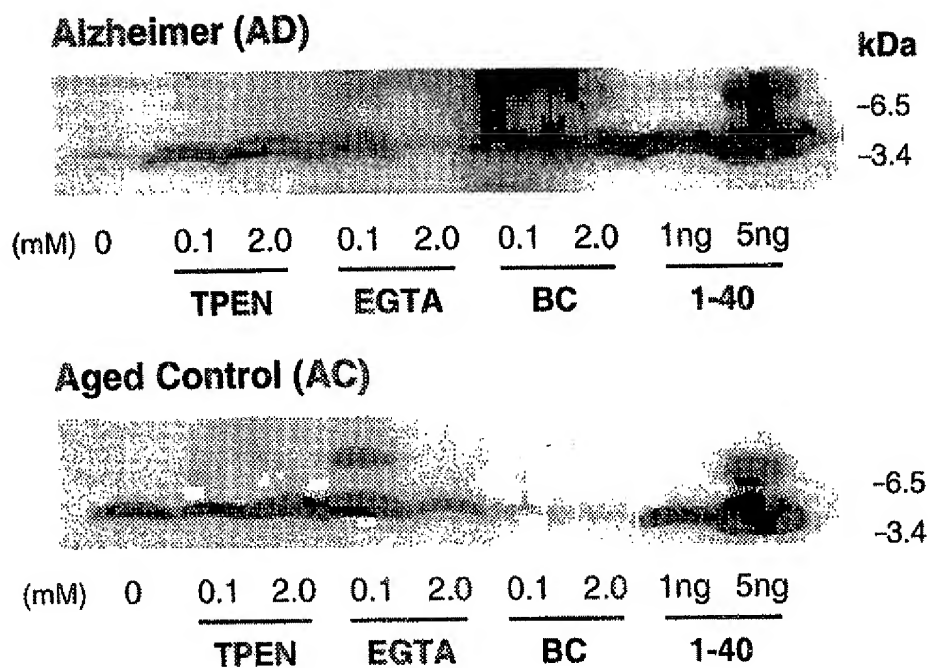 Alzheimer (AD)
kDa
-6.5
-3.4
(mM) 0 0.1 2.0 0.1 2.0 0.1 2.0 1ng 5ng
TPEN EGTA BC 1-40
Aged Control (AC)
-6.5
-3.4
(mM) 0 0.1 2.0 0.1 2.0 0.1 2.0 1ng 5ng
TPEN EGTA BC 1-40